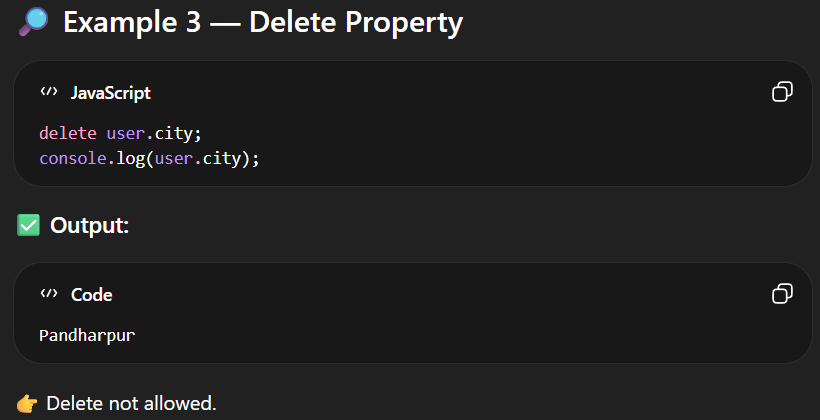 🔎 Example 3 — Delete Property
</> JavaScript
delete user.city;
console.log(user.city);
✅ Output:
</> Code
Pandharpur
👉 Delete not allowed.